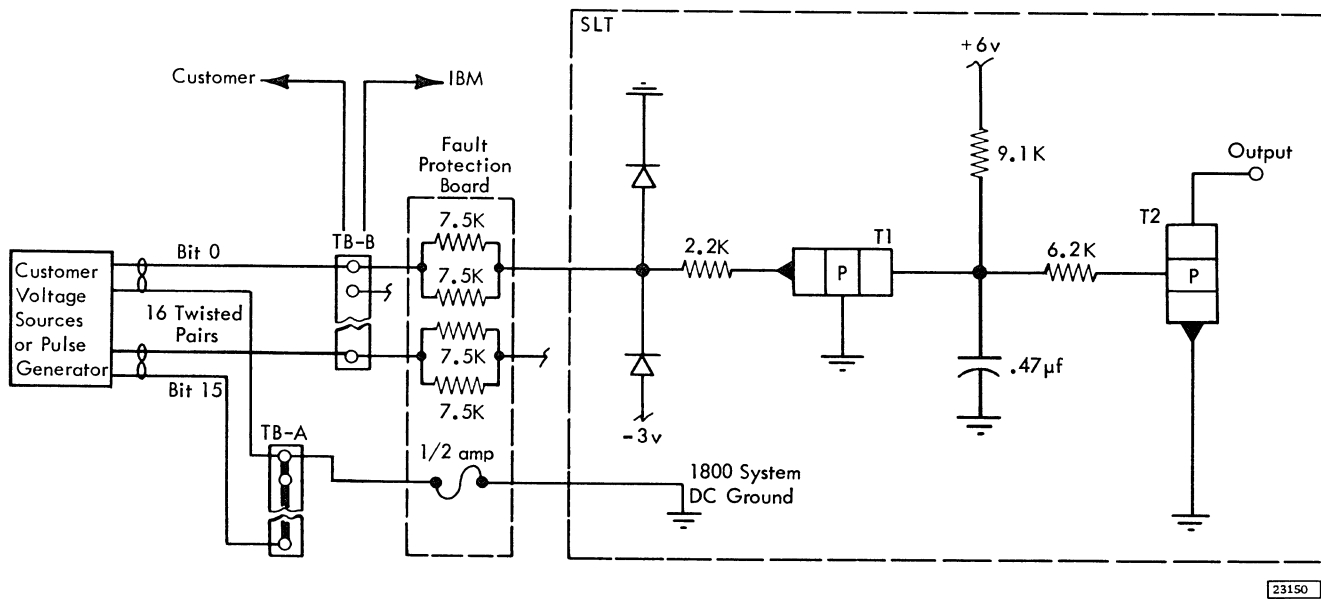 SLT
+6v
Customer
IBM
Fault
Protection
Board
9.1K
Output
7.5K
T2
Bit 0
TB-B
2.2K
T1
6.2K
Customer
Voltage
Sources
or Pulse
Generator
7.5K
P
P
16 Twisted
Pairs
7.5K
.47µf
Bit 15
7.5K
TB-A
-3v
1/2 amp
1800 System
DC Ground
23150